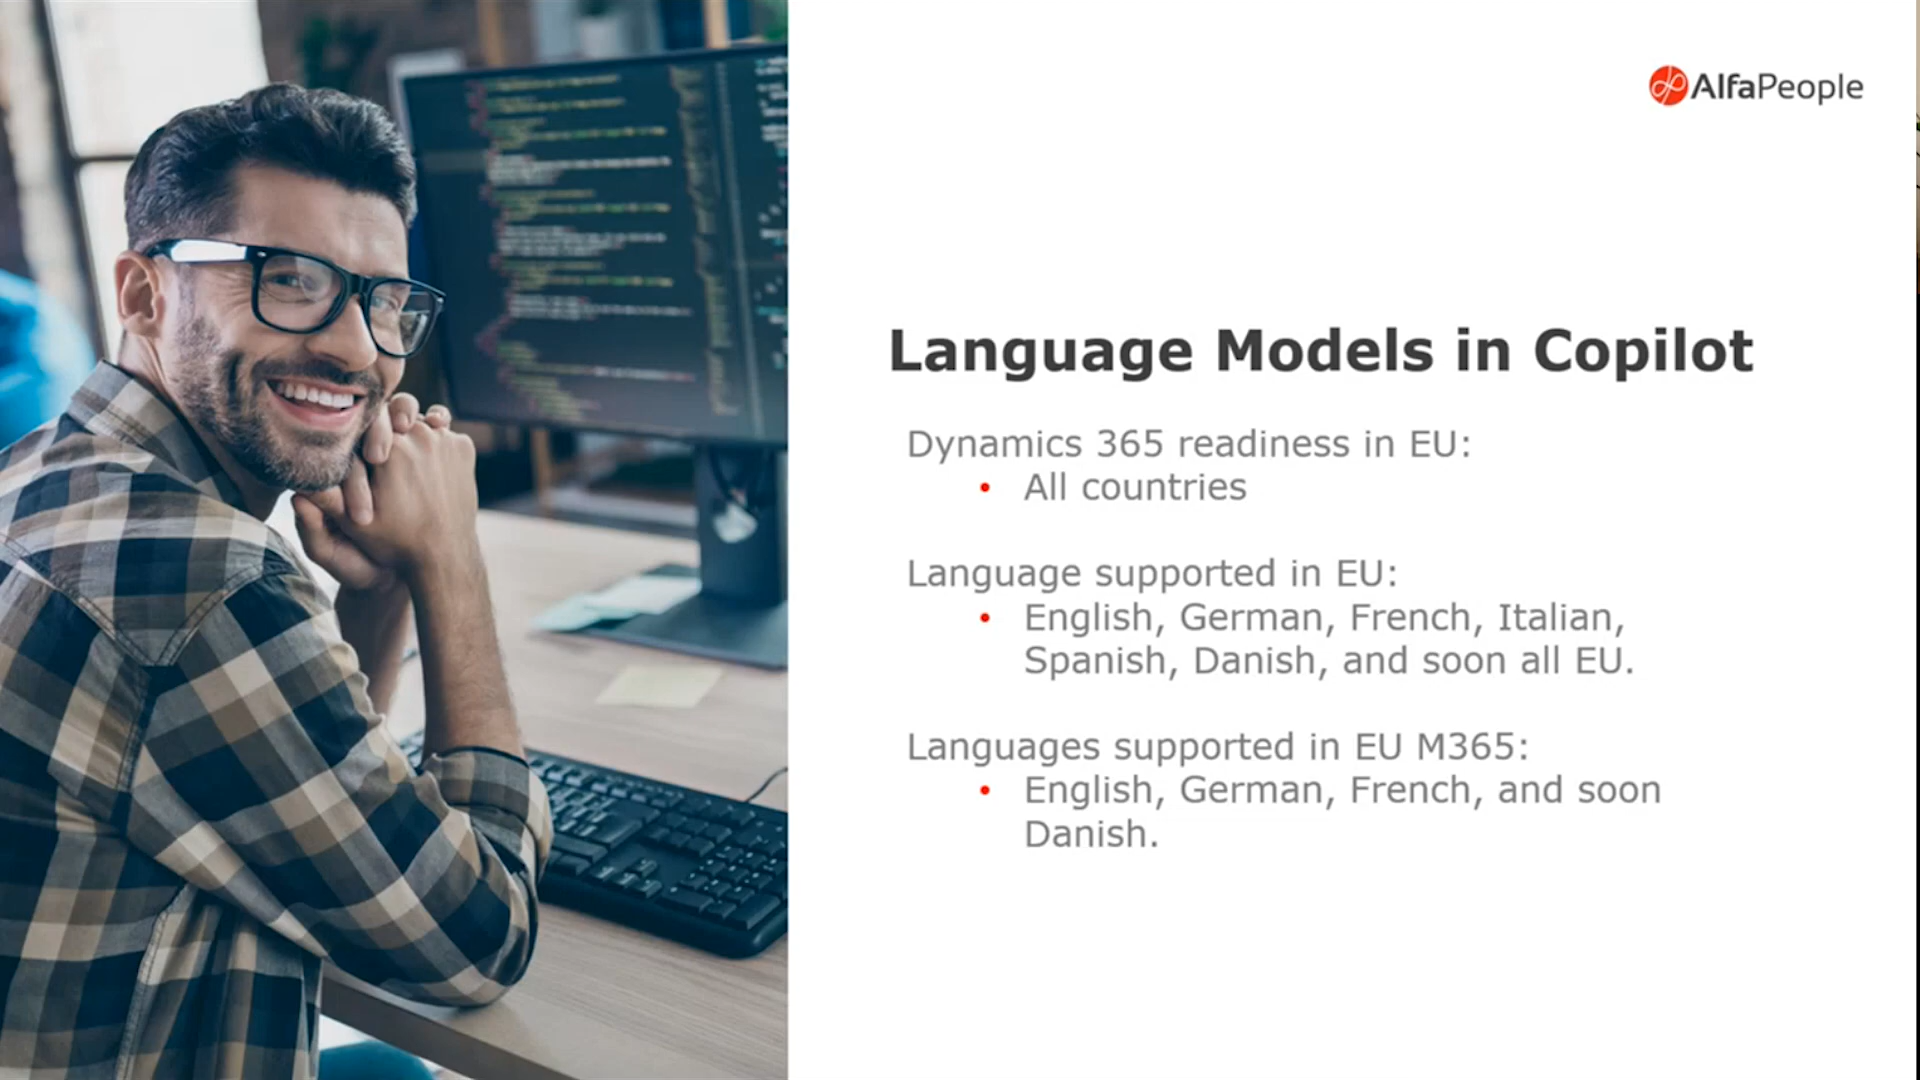 AlfaPeople
Language Models in Copilot
Dynamics 365 readiness in EU:
• All countries
Language supported in EU:
• English, German, French, Italian,
Spanish, Danish, and soon all EU.
Languages supported in EU M365:
• English, German, French, and soon
Danish.